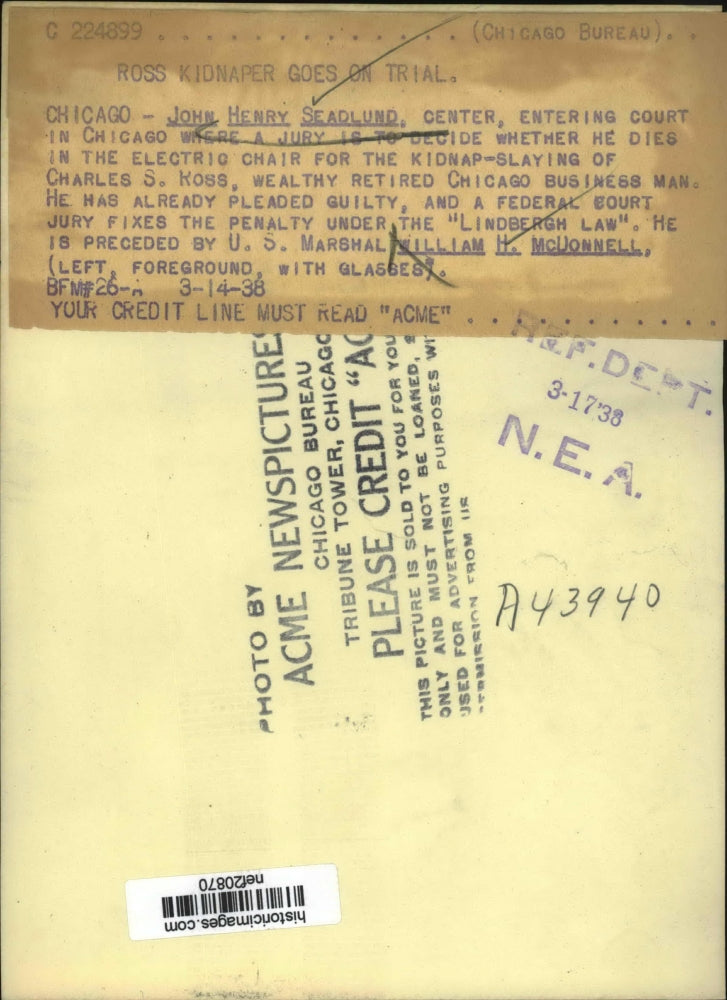 C 224899 . . . . . . . . . . . . . . (CHICAGO BUREAU). .
ROSS KIDNAPER GOES ON TRIAL.
CHICAGO - JOHN HENRY SEADLUND, CENTER, ENTERING COURT
IN CHICAGO WHERE A JURY IS TO DECIDE WHETHER HE DIES
IN THE ELECTRIC CHAIR FOR THE KIDNAP-SLAYING OF
CHARLES S. ROSS, WEALTHY RETIRED CHICAGO BUSINESS MAN.
HE HAS ALREADY PLEADED GUILTY, AND A FEDERAL COURT
JURY FIXES THE PENALTY UNDER THE "LINDBERGH LAW". HE
IS PRECEDED BY U. S. MARSHAL WILLIAM H. McDONNELL,
(LEFT, FOREGROUND, WITH GLASSES).
BFM#26-A 3-14-38
YOUR CREDIT LINE MUST READ "ACME" . . . . . . . . . .
REF. DEPT.
3-17'38
N.E.A.
PHOTO BY
ACME NEWSPICTURES
CHICAGO BUREAU
TRIBUNE TOWER, CHICAGO
PLEASE CREDIT "AC
THIS PICTURE IS SOLD TO YOU FOR YOU
ONLY AND MUST NOT BE LOANED,
USED FOR ADVERTISING PURPOSES WI
PERMISSION FROM US
A43940
historicimages.com
nef20870